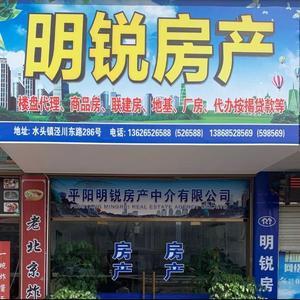 明锐房产
楼盘代理、商品房、联建房、地基、厂房、代办按揭贷款等
地址:水头镇泾川东路286号 电话:13626526588 (526588) 13868528569 (598569)
平阳明锐房产中介有限公司
房产
房产
老北京炸
明锐房